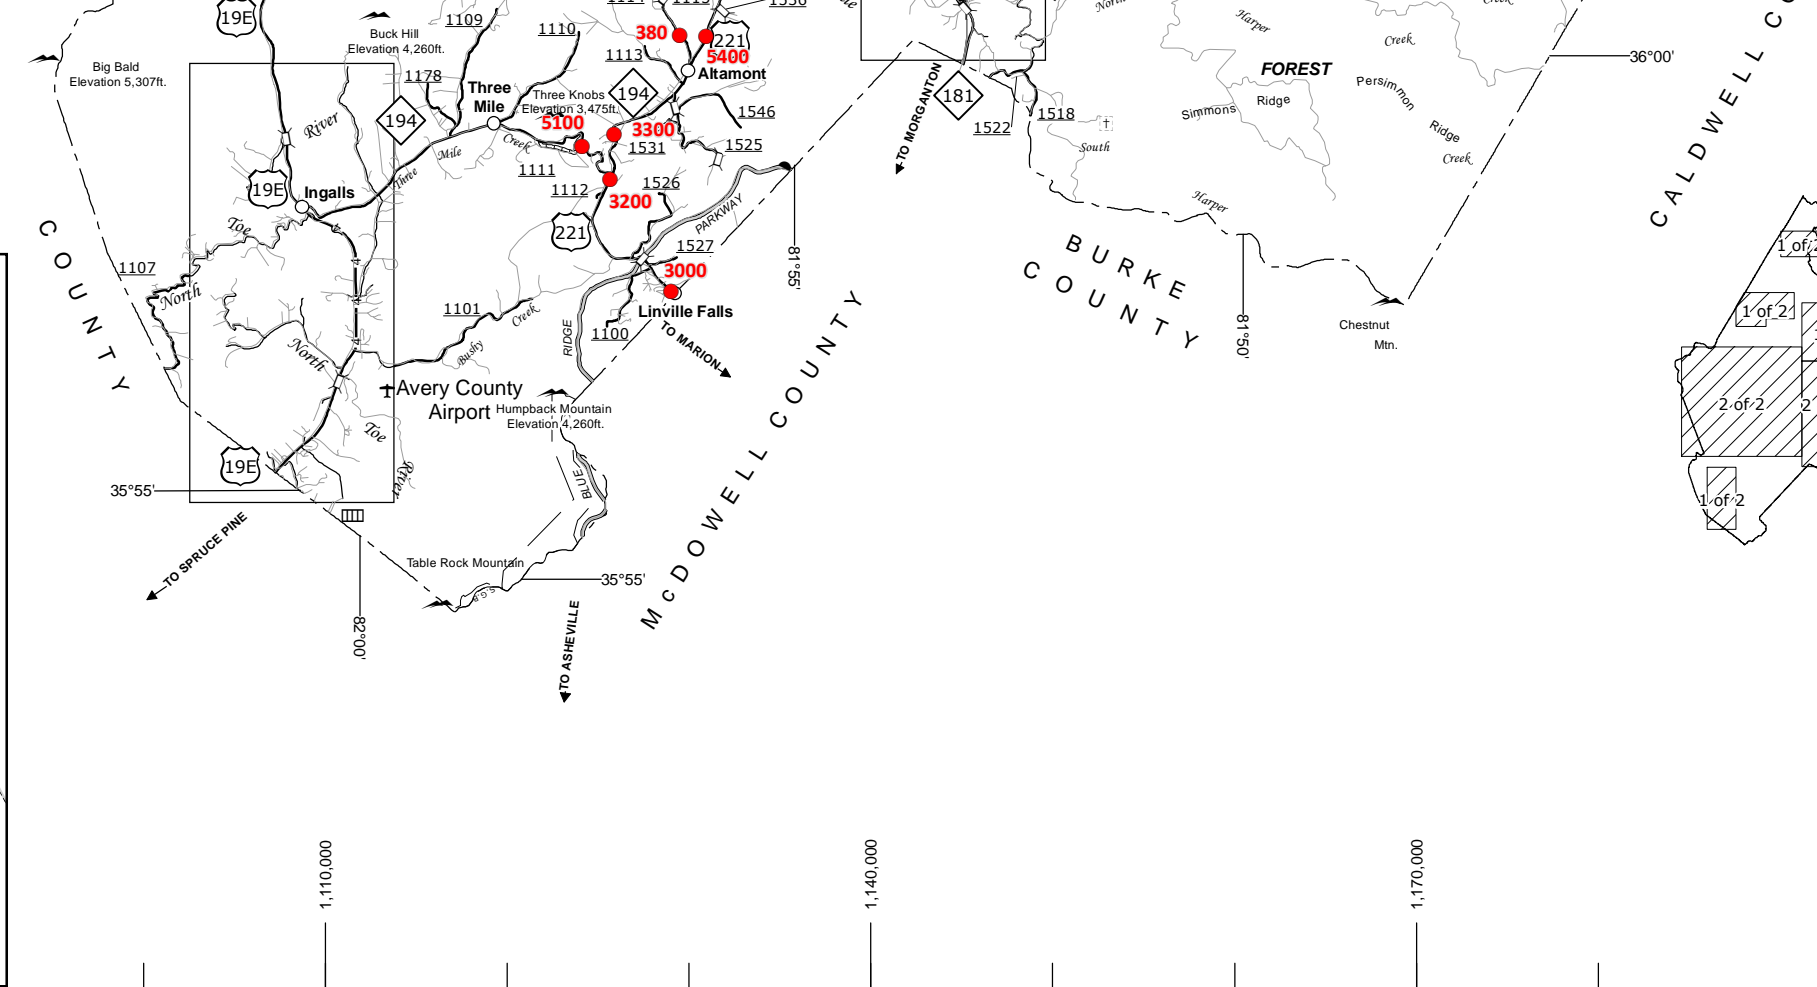 19E
1109
1114
1113
1336
North
Creek
Harper
Creek
Buck Hill
Elevation 4,260ft.
1110
380
221
5400
1113
Altamont
36°00'
Big Bald
Elevation 5,307ft.
1178
Three
Mile
Three Knobs
Elevation 3,475ft.
194
181
FOREST
Persimmon
Ridge
Creek
Simmons
Ridge
TO MORGANTON
1522
1518
South
Harper
CALDWELL CO
River
194
5100
3300
1531
1546
1525
Mile
Creek
Three
1111
1112
1526
3200
221
PARKWAY
1527
3000
Linville Falls
19E
Ingalls
Toe
COUNTY
1107
North
North
1101
Creek
Bushy
RIDGE
1100
TO MARION
81°55'
BURKE
COUNTY
81°50'
Chestnut
Mtn.
1 of 2
1 of 2
2 of 2
2
1 of 2
Avery County
Airport
Humpback Mountain
Elevation 4,260ft.
Toe
River
19E
35°55'
BLUE
McDOWELL COUNTY
TO SPRUCE PINE
Table Rock Mountain
35°55'
82°00'
TO ASHEVILLE
1,110,000
1,140,000
1,170,000